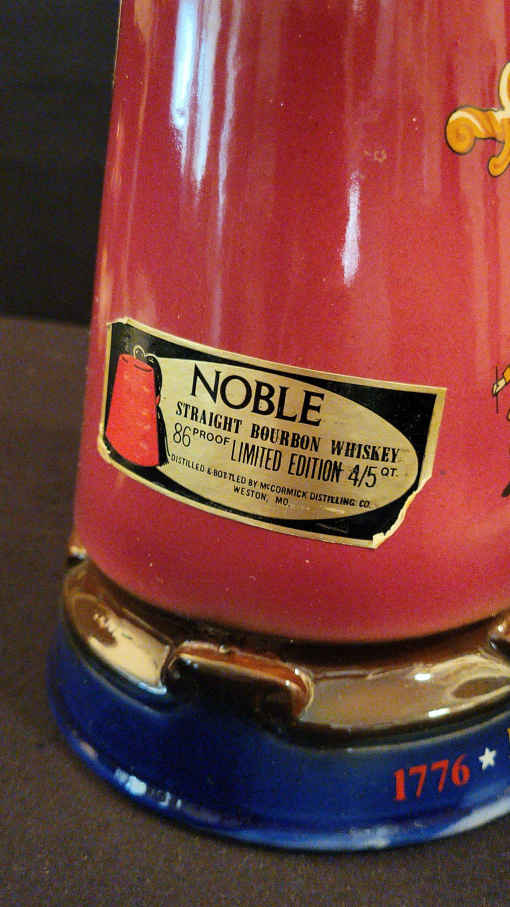 NOBLE
STRAIGHT BOURBON WHISKEY
86 PROOF LIMITED EDITION 4/5 QT.
DISTILLED & BOTTLED BY McCORMICK DISTILLING CO.
WESTON, MO.
1776